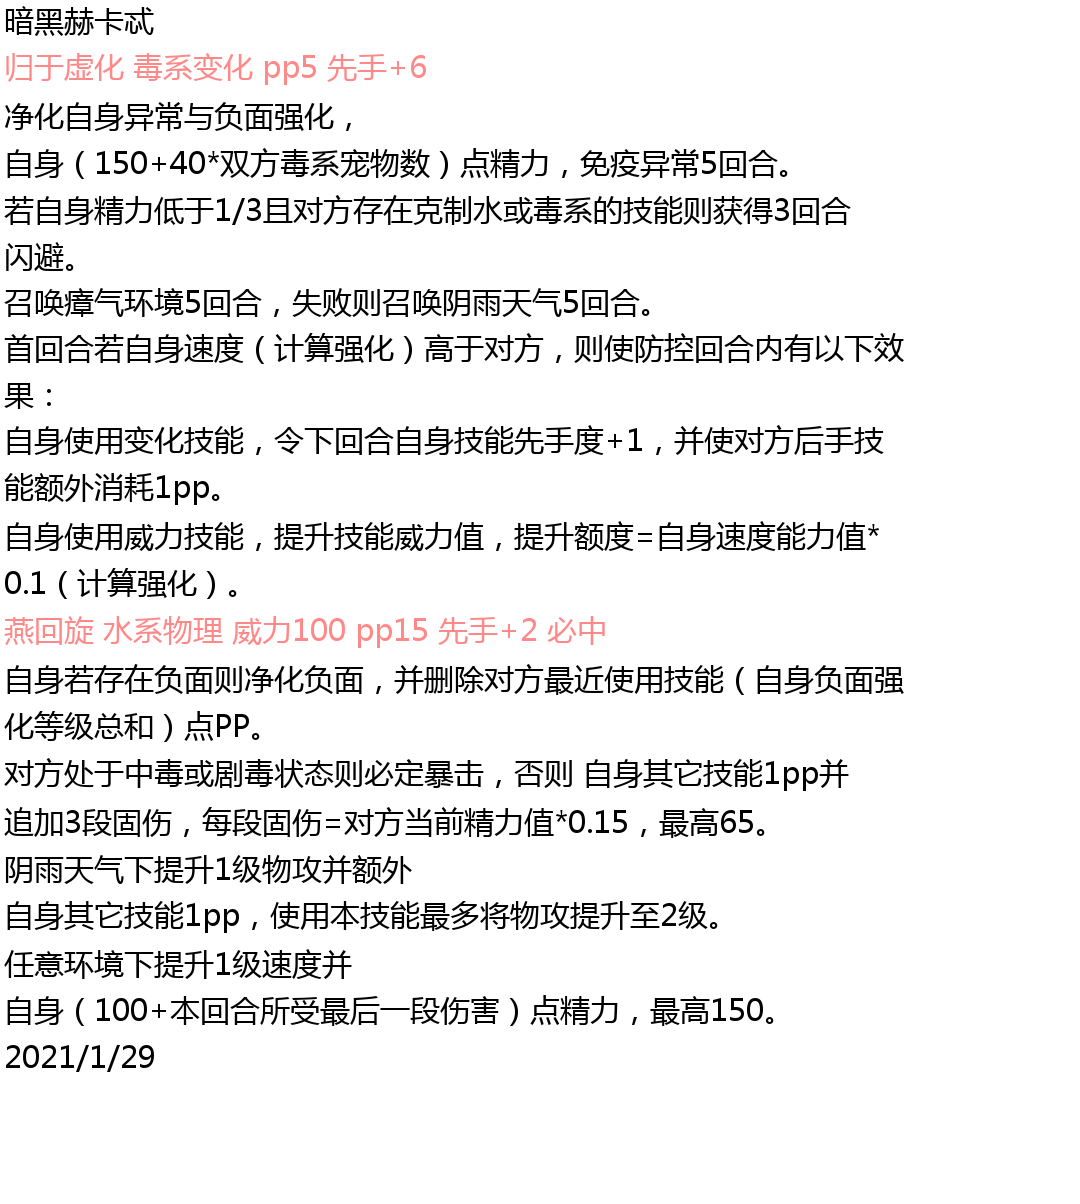 暗黑赫卡忒
归于虚化 毒系变化 pp5 先手+6
净化自身异常与负面强化，
自身（150+40*双方毒系宠物数）点精力，免疫异常5回合。
若自身精力低于1/3且对方存在克制水或毒系的技能则获得3回合
闪避。
召唤瘴气环境5回合，失败则召唤阴雨天气5回合。
首回合若自身速度（计算强化）高于对方，则使防控回合内有以下效
果：
自身使用变化技能，令下回合自身技能先手度+1，并使对方后手技
能额外消耗1pp。
自身使用威力技能，提升技能威力值，提升额度=自身速度能力值*
0.1（计算强化）。
燕回旋 水系物理 威力100 pp15 先手+2 必中
自身若存在负面则净化负面，并删除对方最近使用技能（自身负面强
化等级总和）点PP。
对方处于中毒或剧毒状态则必定暴击，否则 自身其它技能1pp并
追加3段固伤，每段固伤=对方当前精力值*0.15，最高65。
阴雨天气下提升1级物攻并额外
自身其它技能1pp，使用本技能最多将物攻提升至2级。
任意环境下提升1级速度并
自身（100+本回合所受最后一段伤害）点精力，最高150。
2021/1/29